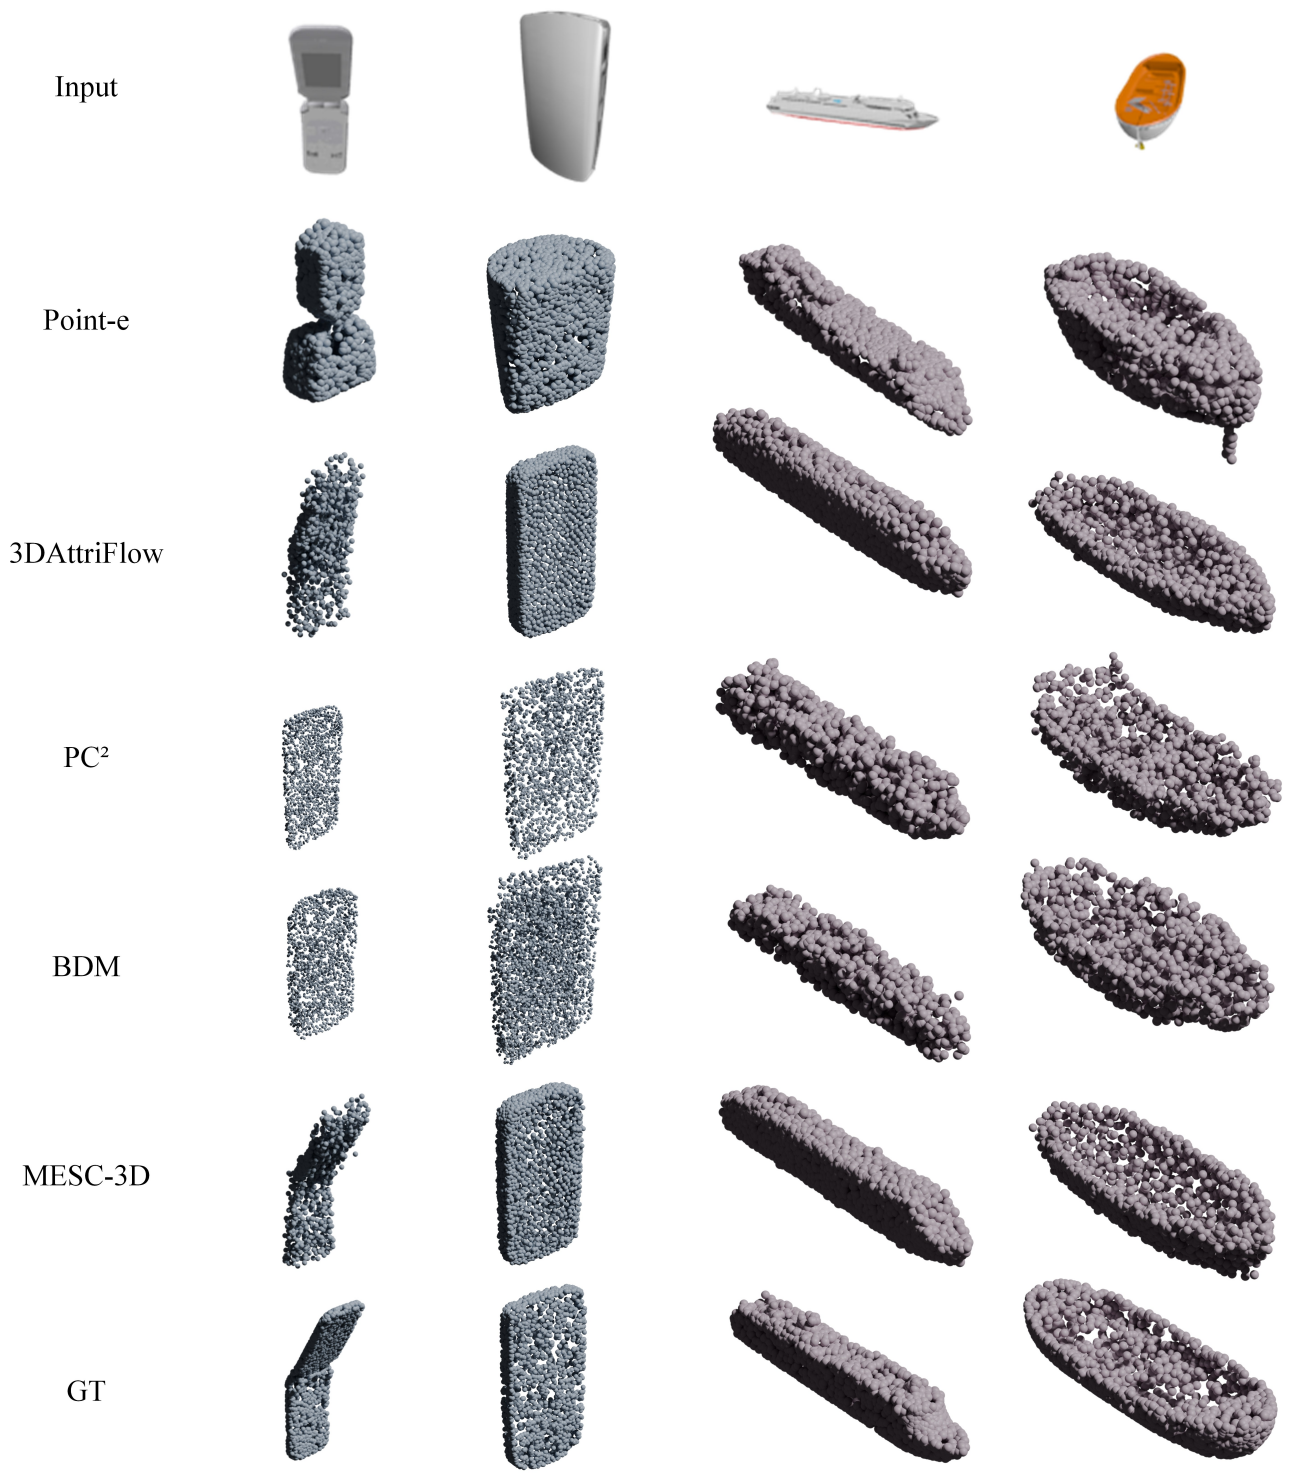 Input
Point-e
3DAttriFlow
PC²
BDM
MESC-3D
GT